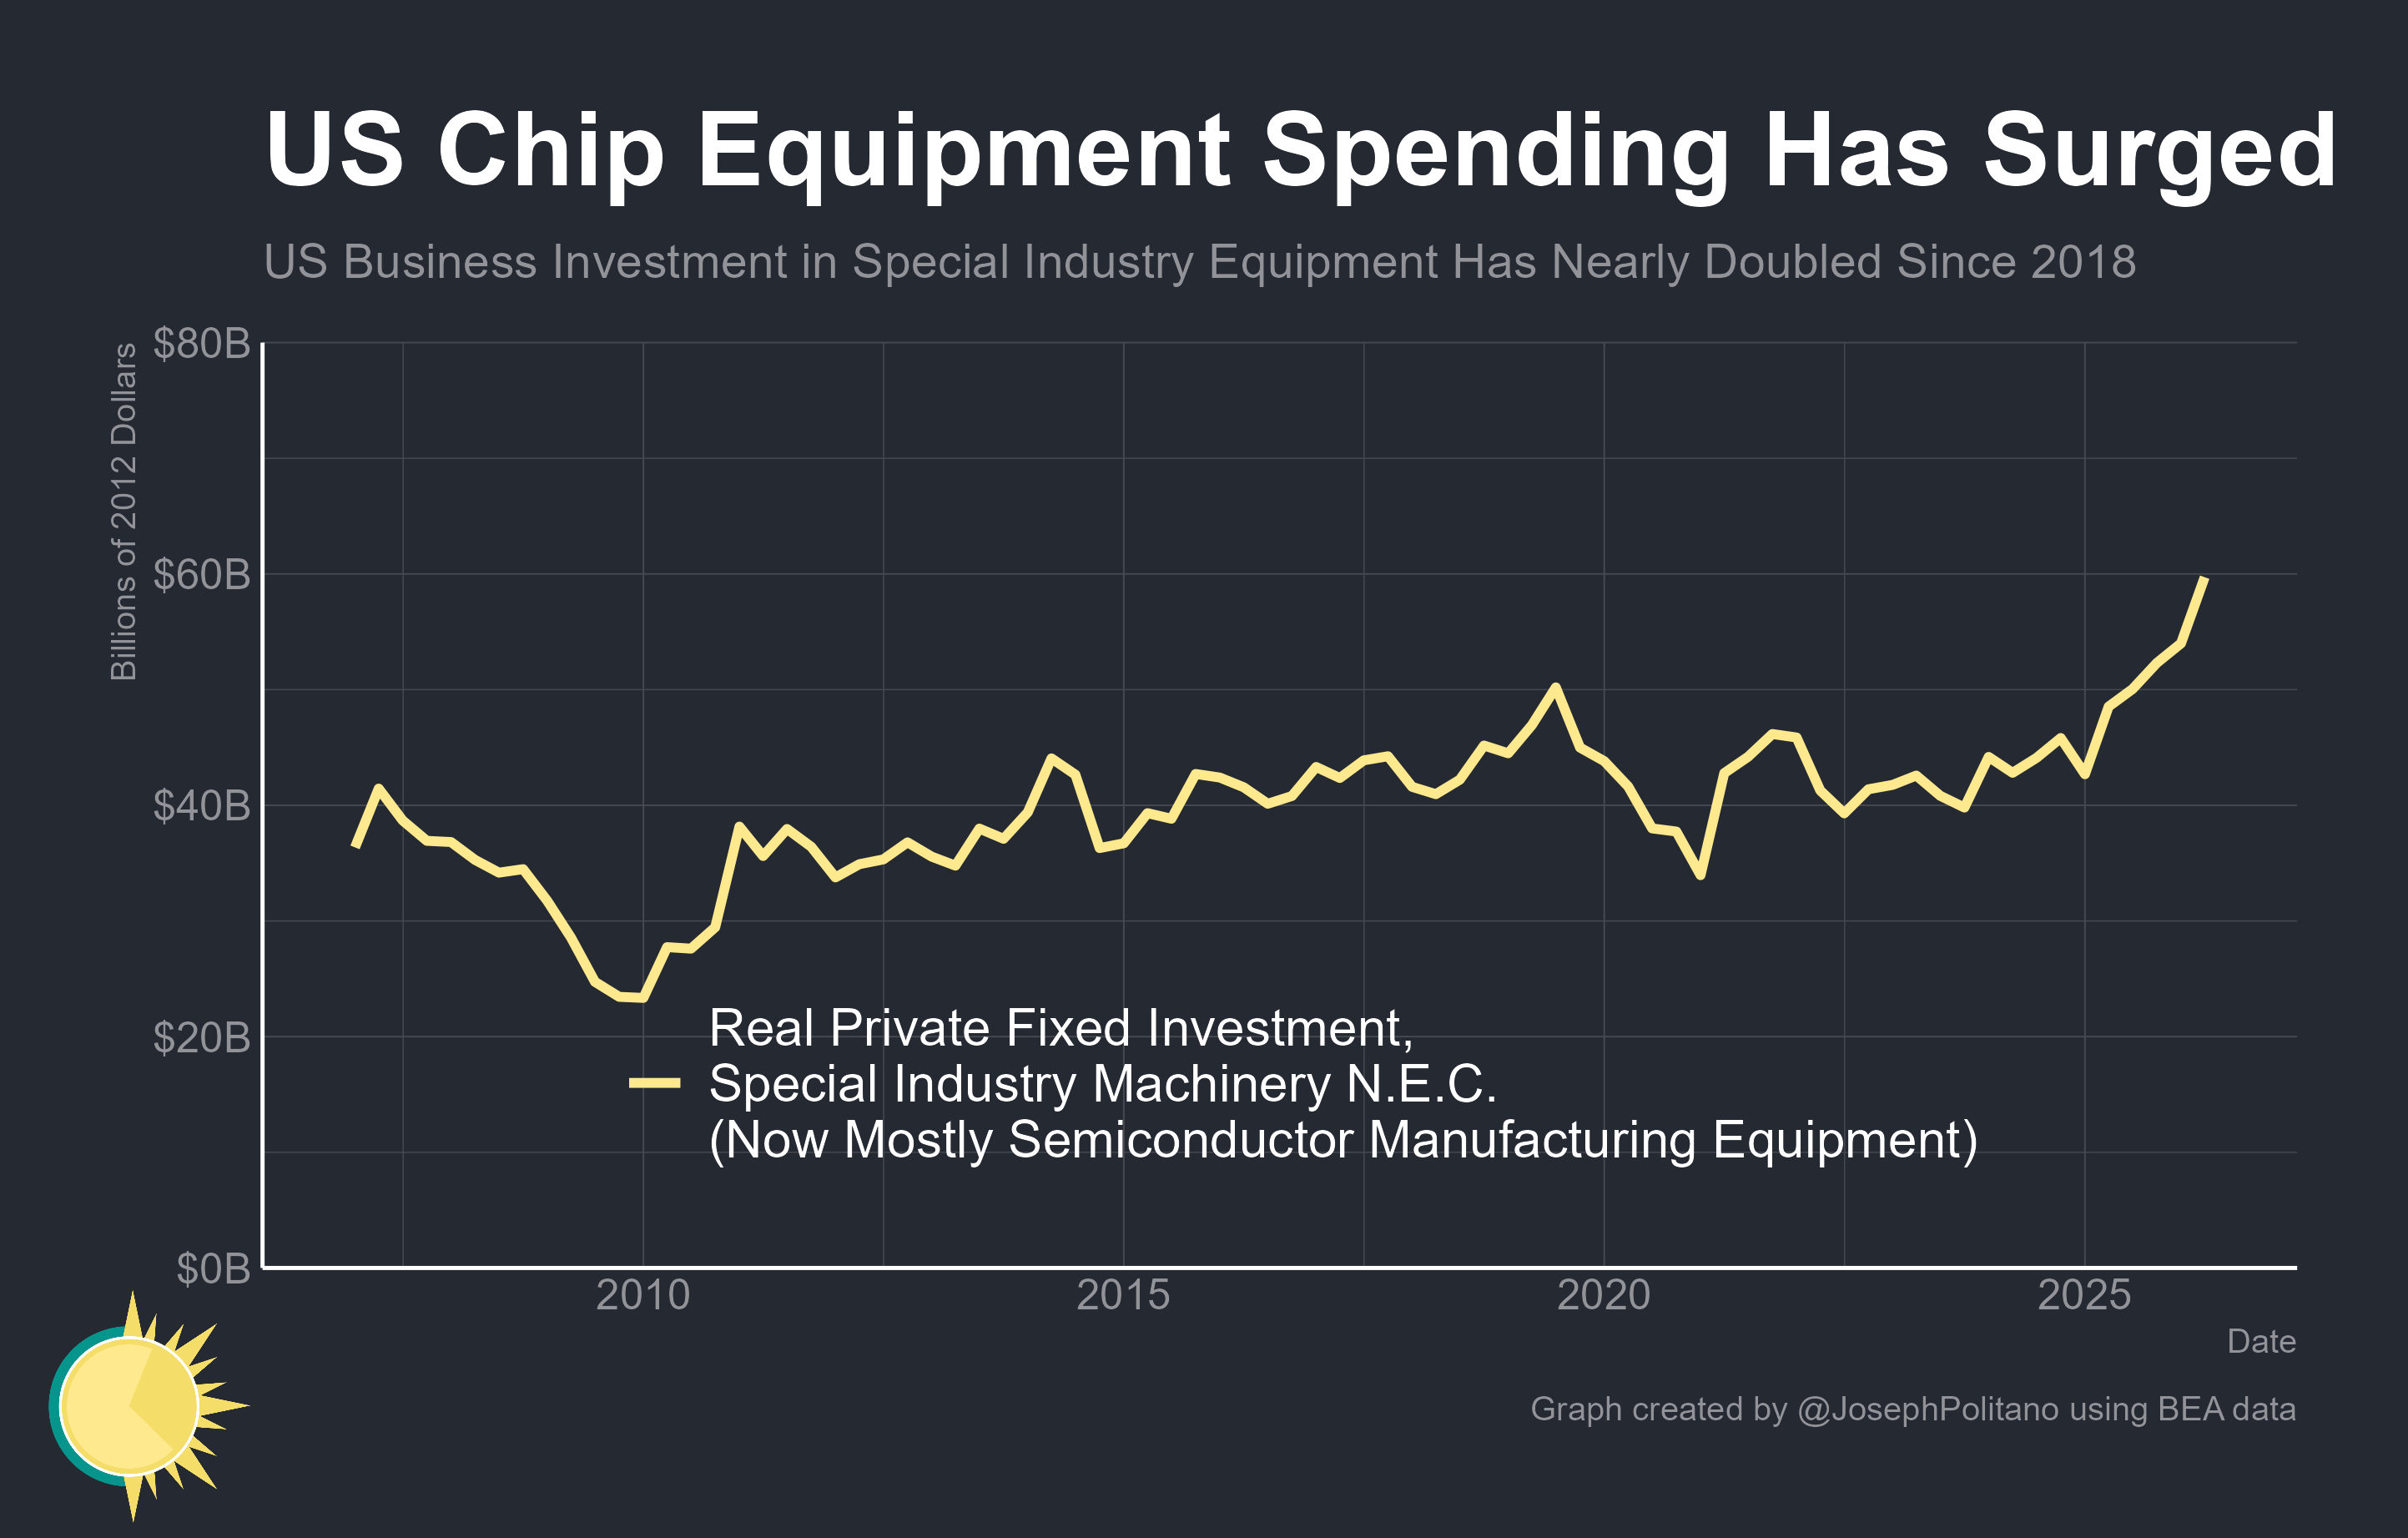 US Chip Equipment Spending Has Surged
US Business Investment in Special Industry Equipment Has Nearly Doubled Since 2018
Billions of 2012 Dollars
$80B
$60B
$40B
$20B
$0B
Real Private Fixed Investment,
Special Industry Machinery N.E.C.
(Now Mostly Semiconductor Manufacturing Equipment)
2010
2015
2020
2025
Date
Graph created by @JosephPolitano using BEA data